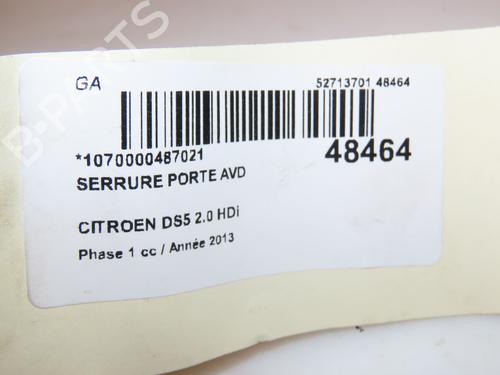 GA 52713701 48464
*1070000487021 48464
SERRURE PORTE AVD
CITROEN DS5 2.0 HDi
Phase 1 cc / Année 2013
B-PARTS